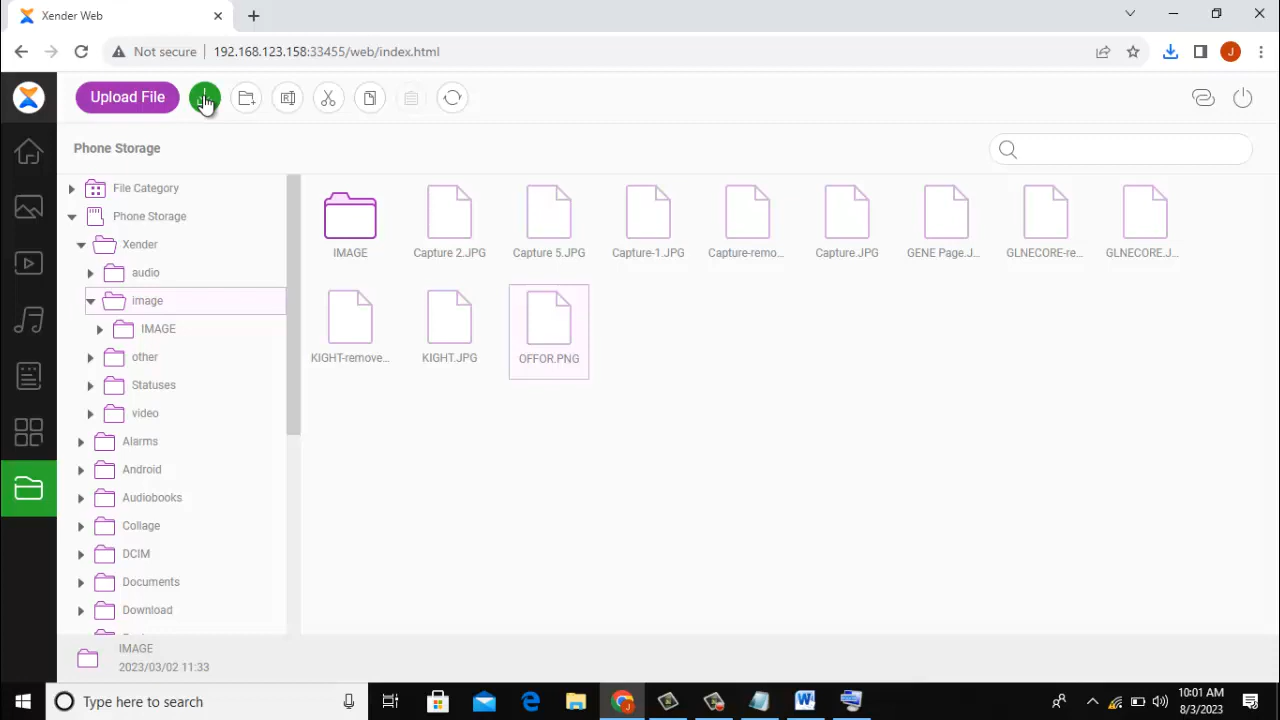 Xender Web
Not secure
192.168.123.158:33455/web/index.html
J
Upload File
Phone Storage
File Category
Phone Storage
Xender
audio
image
IMAGE
other
Statuses
video
Alarms
Android
Audiobooks
Collage
DCIM
Documents
Download
IMAGE
Capture 2.JPG
Capture 5.JPG
Capture-1.JPG
Capture-remo...
Capture.JPG
GENE Page.J...
GLNECORE-re...
GLNECORE.J...
KIGHT-remove...
KIGHT.JPG
OFFOR.PNG
IMAGE
2023/03/02 11:33
Type here to search
10:01 AM
8/3/2023